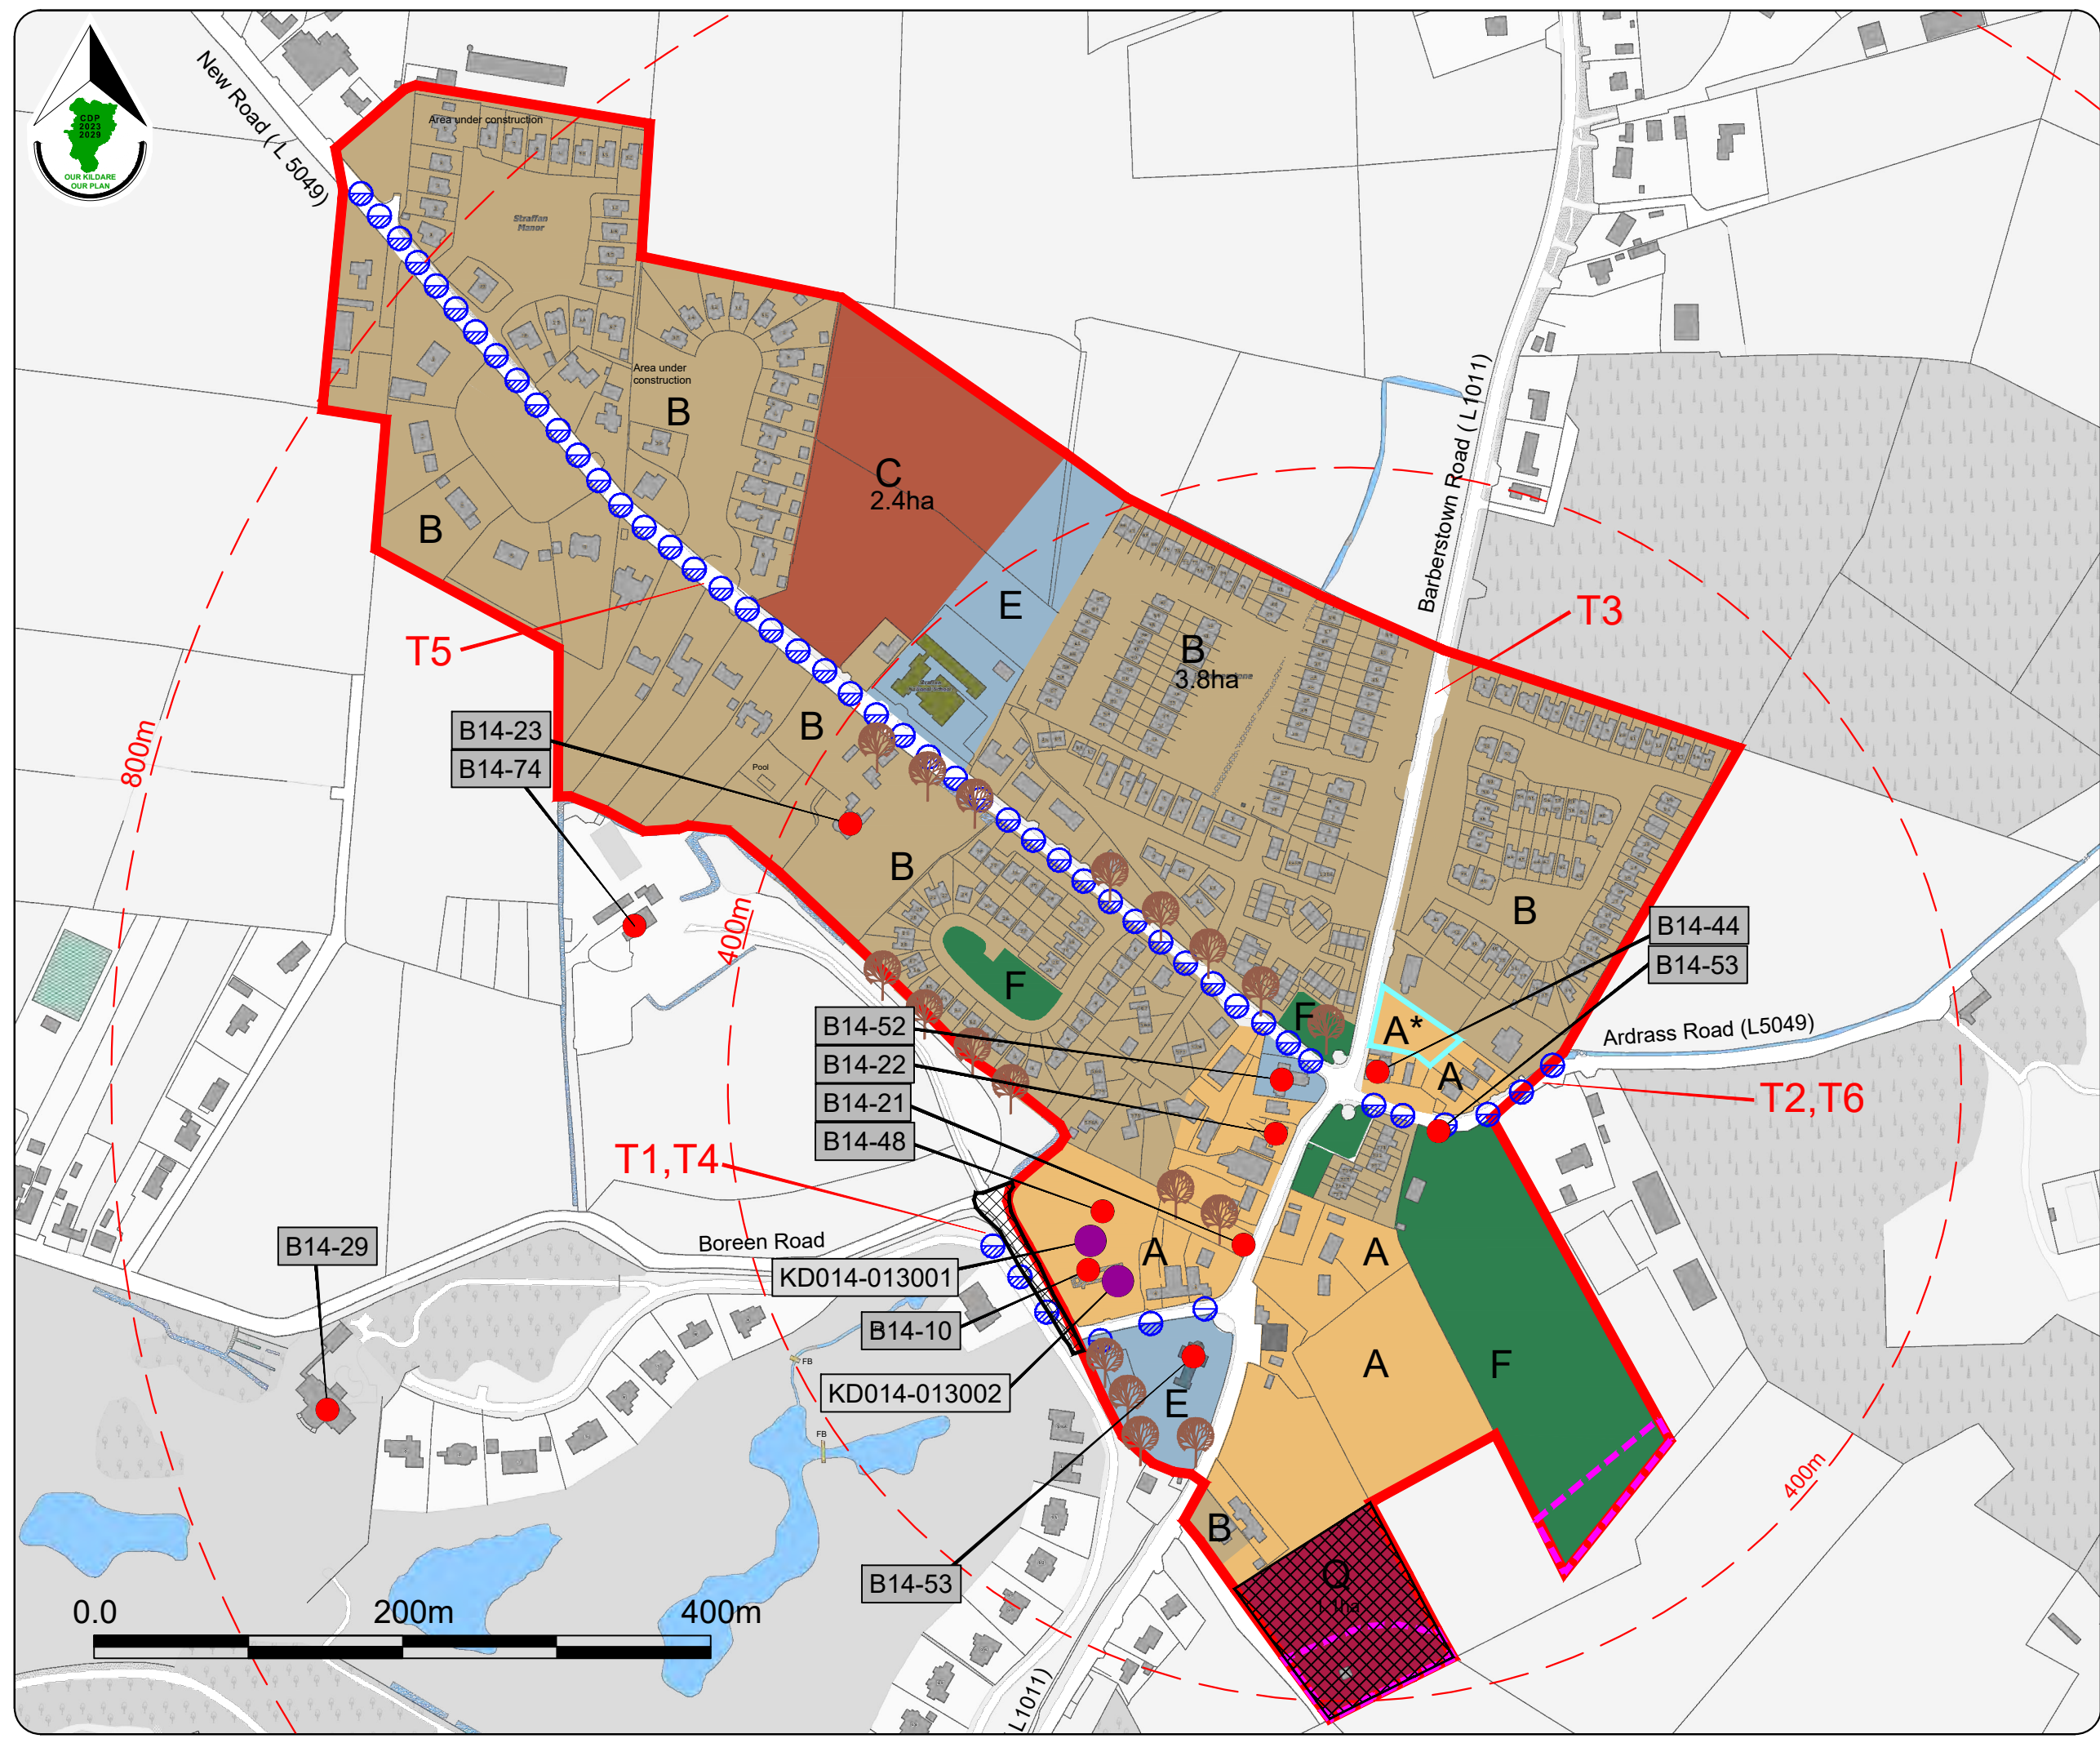 CDP
2023
2029
OUR KILDARE
OUR PLAN
New Road ( L 5049)
Area under construction
Straffan
Manor
Area under
construction
B
C
2.4ha
B
E
B
3.8ha
Barberstown Road ( L1011)
T3
T5
B
800m
B14-23
B14-74
Pool
B
400m
B
F
F
A*
A
B14-44
B14-53
Ardrass Road (L5049)
T2,T6
B14-52
B14-22
B14-21
B14-48
T1,T4
B14-29
Boreen Road
KD014-013001
B14-10
KD014-013002
A
A
A
F
E
FB
FB
400m
B
Q
1.1ha
B14-53
0.0
200m
400m
L1011)